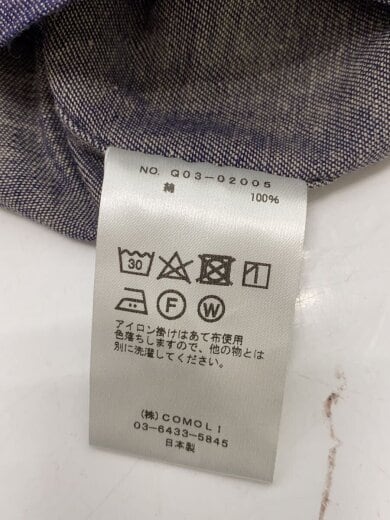 NO. Q03-02005
綿 100%
30
F W
アイロン掛けはあて布使用
色落ちしますので、他の物とは
別に洗濯してください。
(株)COMOLI
03-6433-5845
日本製